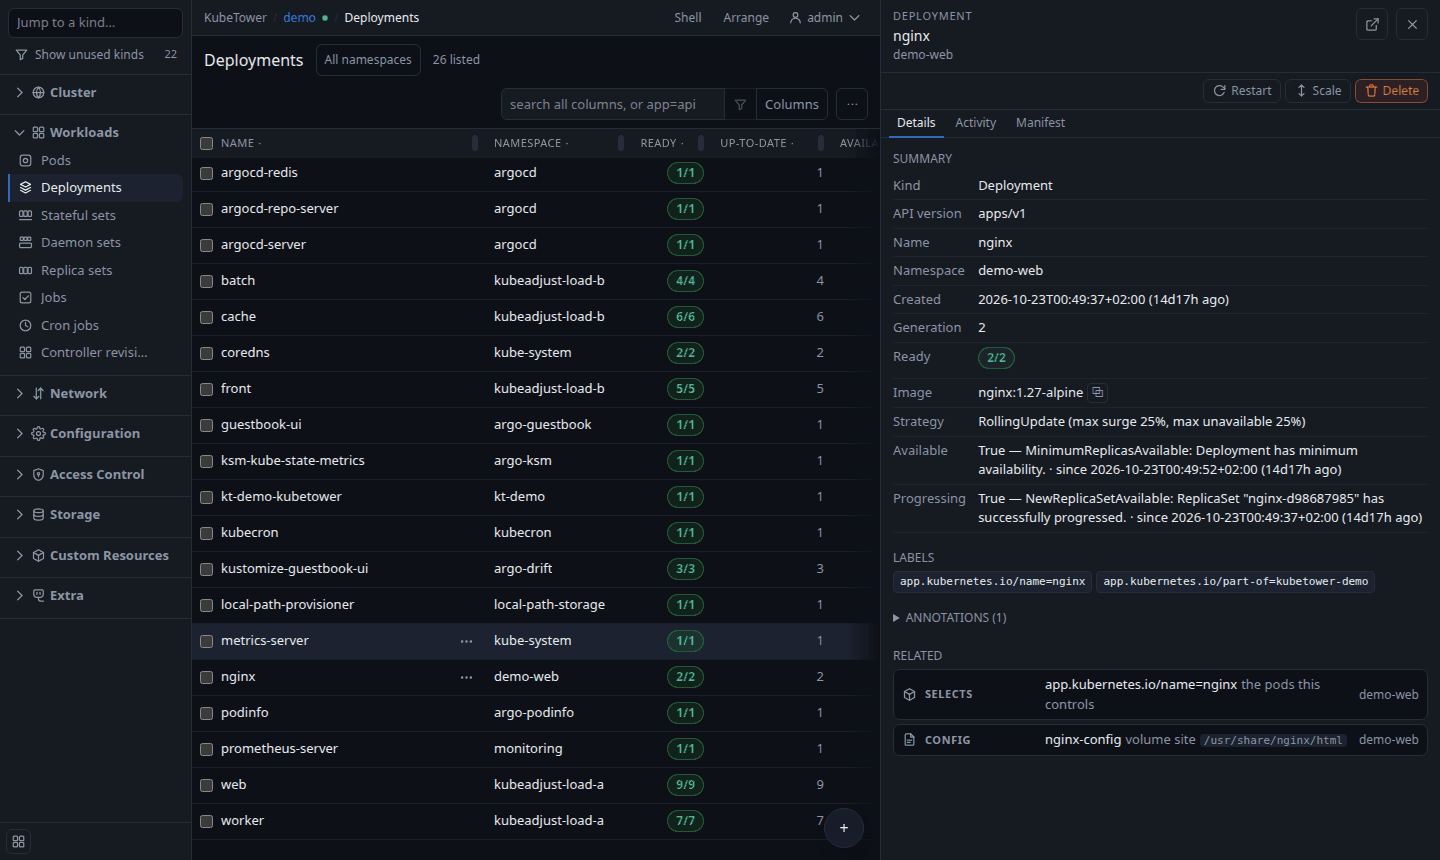 Jump to a kind...
Show unused kinds 22
Cluster
Workloads
Pods
Deployments
Stateful sets
Daemon sets
Replica sets
Jobs
Cron jobs
Controller revisi...
Network
Configuration
Access Control
Storage
Custom Resources
Extra
KubeTower / demo / Deployments
Shell Arrange admin
Deployments All namespaces 26 listed
search all columns, or app=api Columns ...
NAME · NAMESPACE · READY · UP-TO-DATE · AVAILA
argocd-redis argocd 1/1 1
argocd-repo-server argocd 1/1 1
argocd-server argocd 1/1 1
batch kubeadjust-load-b 4/4 4
cache kubeadjust-load-b 6/6 6
coredns kube-system 2/2 2
front kubeadjust-load-b 5/5 5
guestbook-ui argo-guestbook 1/1 1
ksm-kube-state-metrics argo-ksm 1/1 1
kt-demo-kubetower kt-demo 1/1 1
kubecron kubecron 1/1 1
kustomize-guestbook-ui argo-drift 3/3 3
local-path-provisioner local-path-storage 1/1 1
metrics-server ... kube-system 1/1 1
nginx ... demo-web 2/2 2
podinfo argo-podinfo 1/1 1
prometheus-server monitoring 1/1 1
web kubeadjust-load-a 9/9 9
worker kubeadjust-load-a 7/7 7
+
DEPLOYMENT
nginx
demo-web
Restart Scale Delete
Details Activity Manifest
SUMMARY
Kind Deployment
API version apps/v1
Name nginx
Namespace demo-web
Created 2026-10-23T00:49:37+02:00 (14d17h ago)
Generation 2
Ready 2/2
Image nginx:1.27-alpine
Strategy RollingUpdate (max surge 25%, max unavailable 25%)
Available True — MinimumReplicasAvailable: Deployment has minimum
availability. · since 2026-10-23T00:49:52+02:00 (14d17h ago)
Progressing True — NewReplicaSetAvailable: ReplicaSet "nginx-d98687985" has
successfully progressed. · since 2026-10-23T00:49:37+02:00 (14d17h ago)
LABELS
app.kubernetes.io/name=nginx app.kubernetes.io/part-of=kubetower-demo
ANNOTATIONS (1)
RELATED
SELECTS app.kubernetes.io/name=nginx the pods this
controls demo-web
CONFIG nginx-config volume site /usr/share/nginx/html demo-web